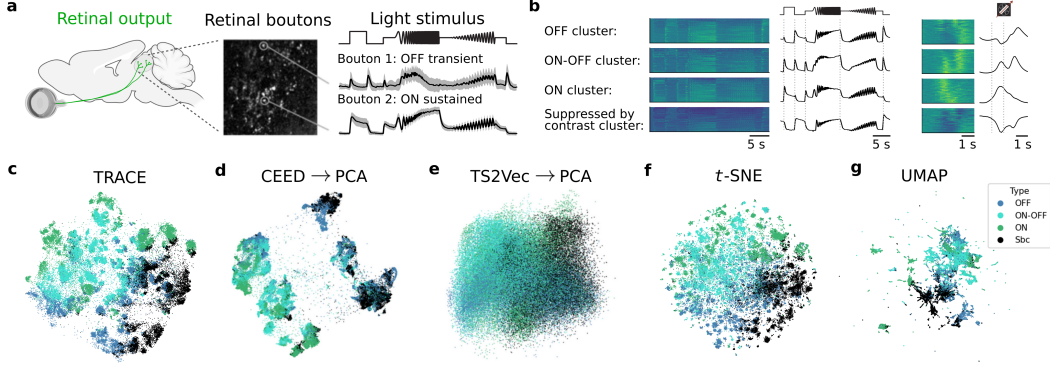 a
Retinal output
Retinal boutons
Light stimulus
Bouton 1: OFF transient
Bouton 2: ON sustained
b
OFF cluster:
ON-OFF cluster:
ON cluster:
Suppressed by
contrast cluster:
5 s
5 s
1 s
1 s
c
TRACE
d
CEED → PCA
e
TS2Vec → PCA
f
t-SNE
g
UMAP
Type
OFF
ON-OFF
ON
Sbc